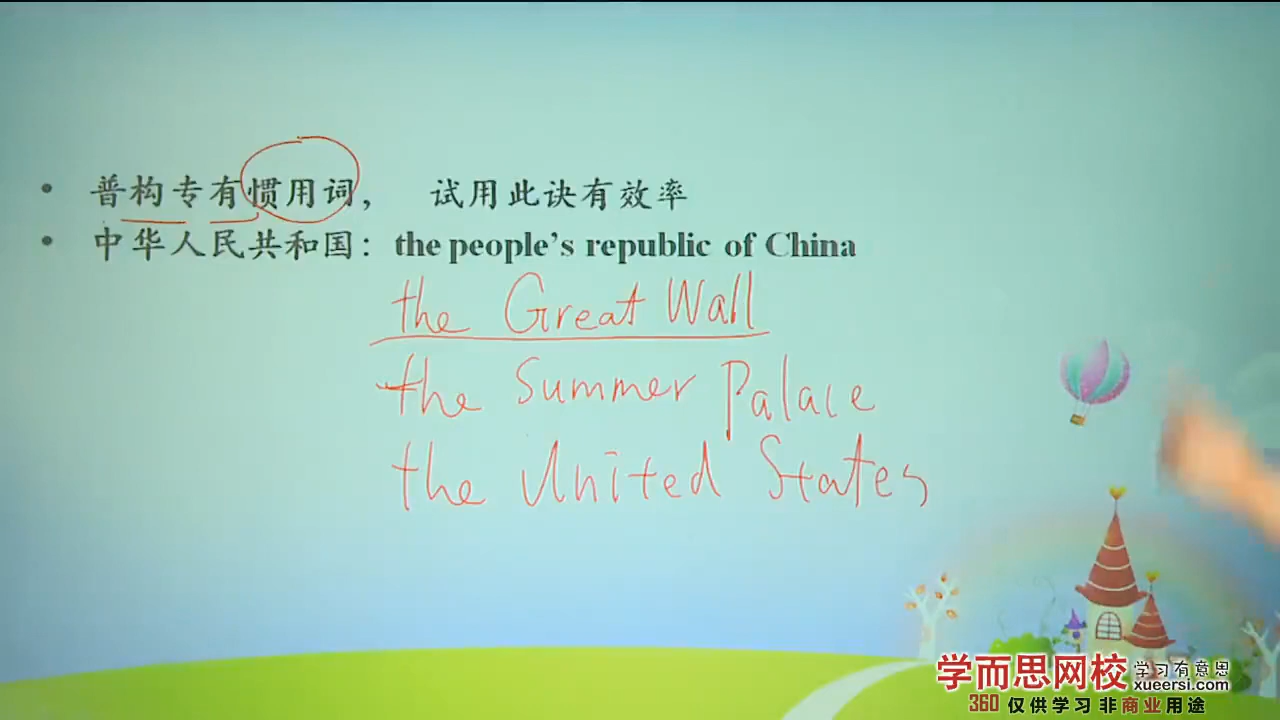 • 普构专有惯用词， 试用此诀有效率
• 中华人民共和国：the people’s republic of China
the Great Wall
the Summer Palace
the United States
学而思网校 学习有意思
xueersi.com
360 仅供学习 非商业用途